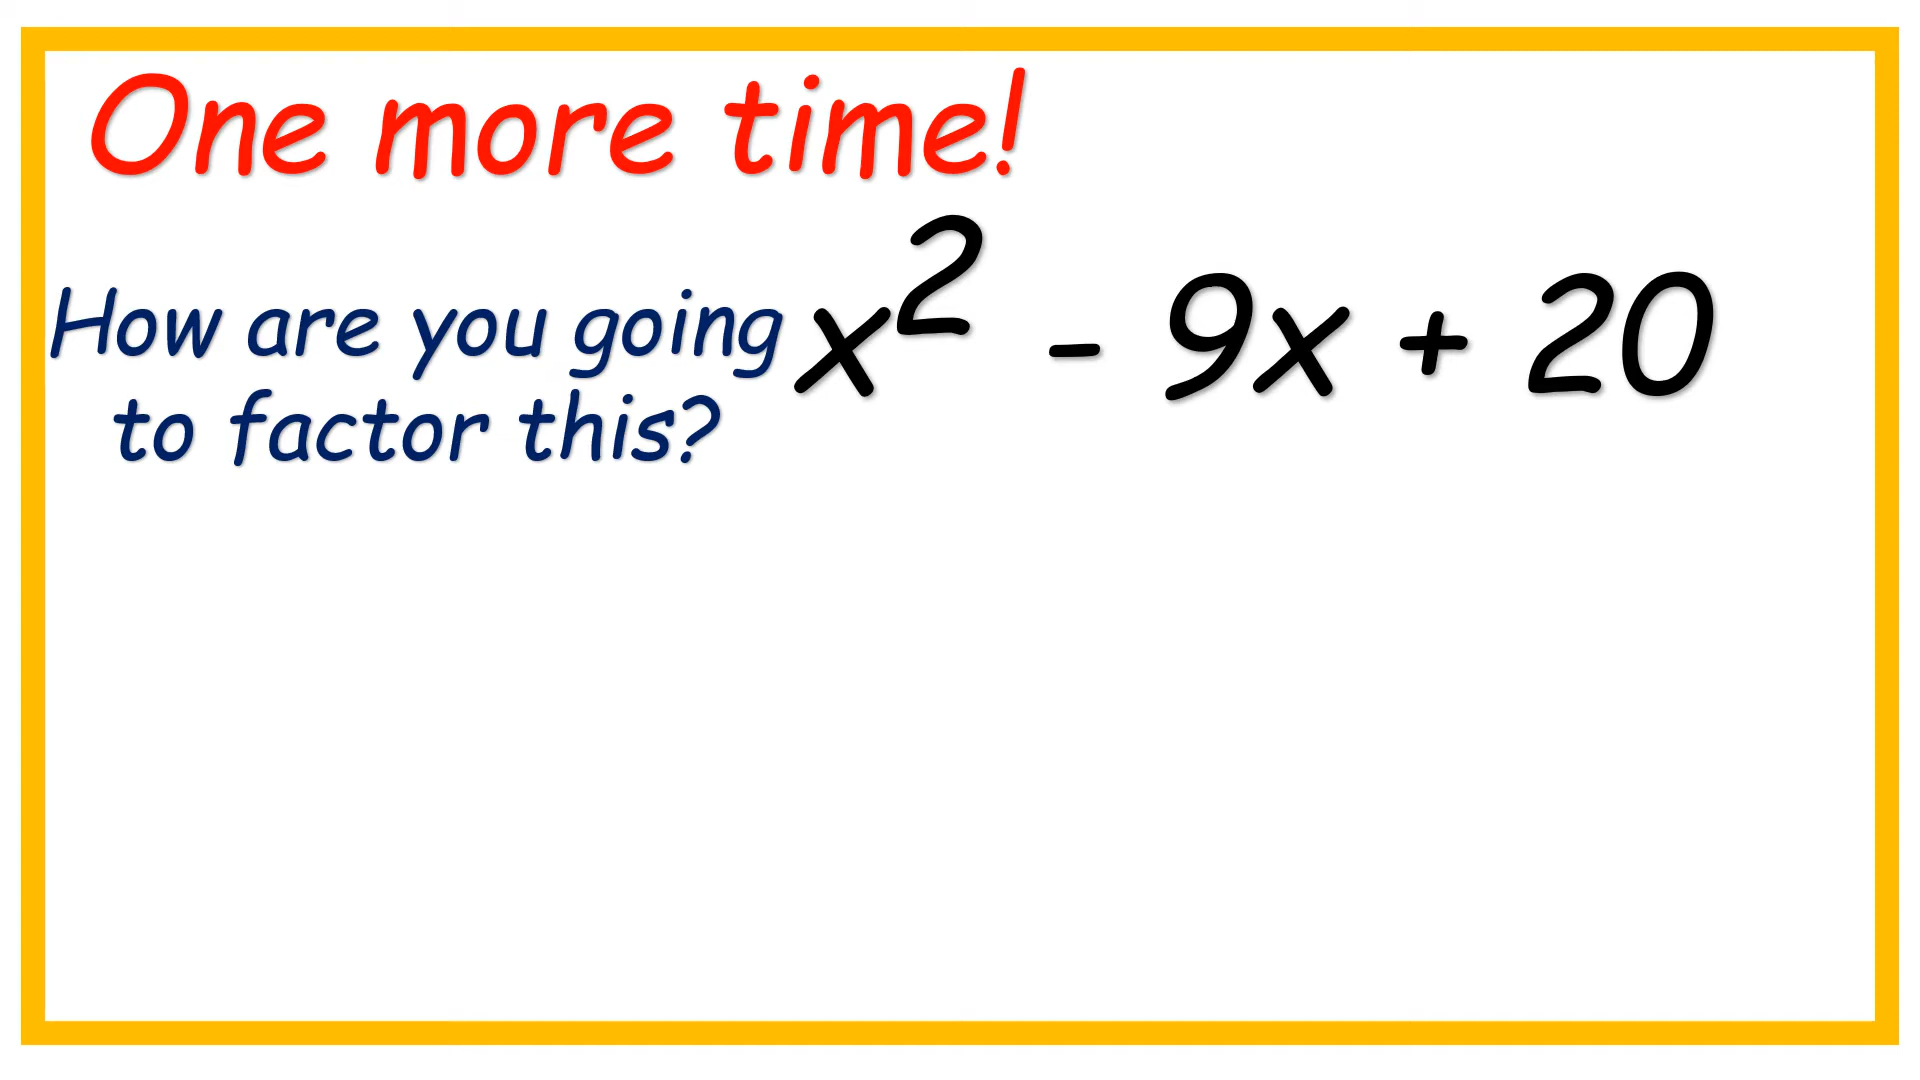 One more time!
How are you going
to factor this?
x² - 9x + 20